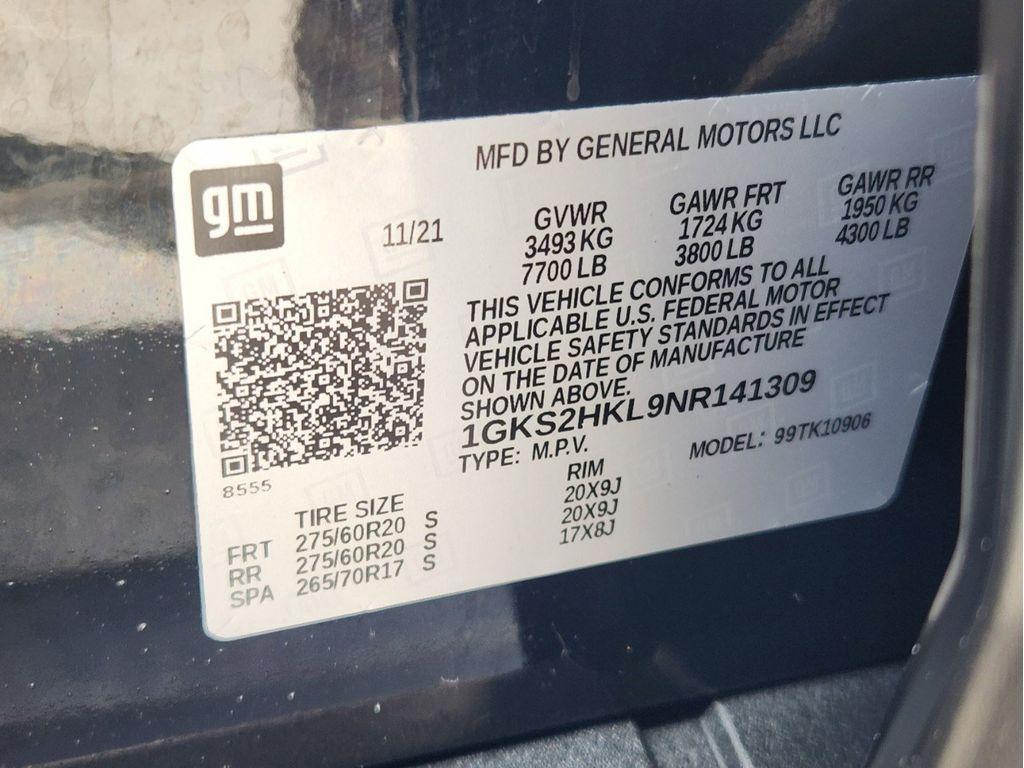 MFD BY GENERAL MOTORS LLC
gm
11/21
GVWR GAWR FRT GAWR RR
3493 KG 1724 KG 1950 KG
7700 LB 3800 LB 4300 LB
THIS VEHICLE CONFORMS TO ALL
APPLICABLE U.S. FEDERAL MOTOR
VEHICLE SAFETY STANDARDS IN EFFECT
ON THE DATE OF MANUFACTURE
SHOWN ABOVE.
1GKS2HKL9NR141309
TYPE: M.P.V. MODEL: 99TK10906
8555
TIRE SIZE RIM
FRT 275/60R20 S 20X9J
RR 275/60R20 S 20X9J
SPA 265/70R17 S 17X8J